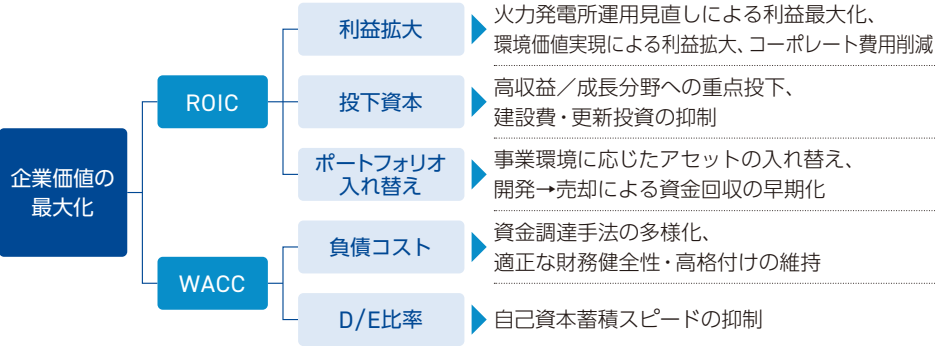 企業価値の
最大化
ROIC
利益拡大
火力発電所運用見直しによる利益最大化、
環境価値実現による利益拡大、コーポレート費用削減
投下資本
高収益／成長分野への重点投下、
建設費・更新投資の抑制
ポートフォリオ
入れ替え
事業環境に応じたアセットの入れ替え、
開発→売却による資金回収の早期化
WACC
負債コスト
資金調達手法の多様化、
適正な財務健全性・高格付けの維持
D/E比率
自己資本蓄積スピードの抑制